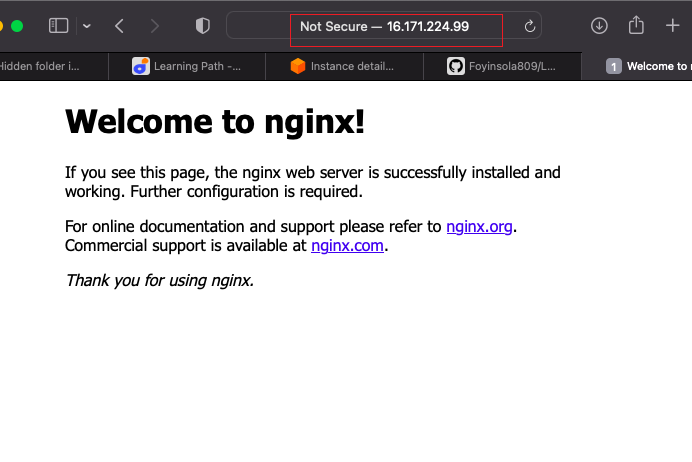 Not Secure — 16.171.224.99
Hidden folder i...
Learning Path -...
Instance detail...
Foyinsola809/L...
1
Welcome to
Welcome to nginx!
If you see this page, the nginx web server is successfully installed and
working. Further configuration is required.
For online documentation and support please refer to nginx.org.
Commercial support is available at nginx.com.
Thank you for using nginx.